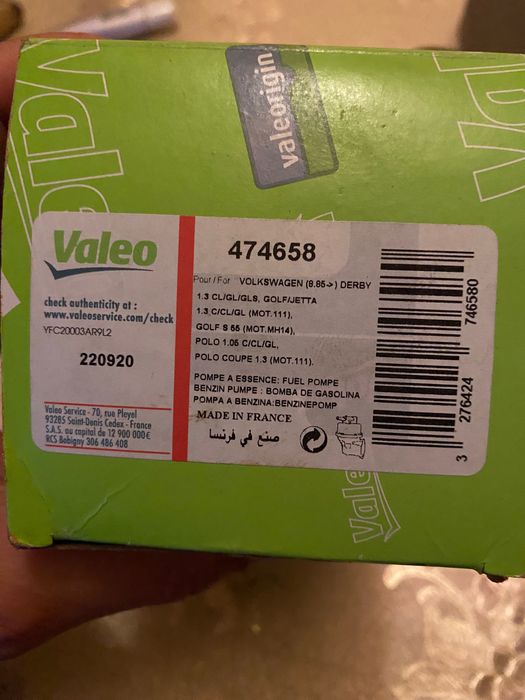 Valeo
valeorigin
Val
Valeo
474658
Pour / For VOLKSWAGEN (8.85->) DERBY
1.3 CL/GL/GLS, GOLF/JETTA
1.3 C/CL/GL (MOT.111),
GOLF S 55 (MOT.MH14),
POLO 1.05 C/CL/GL,
POLO COUPE 1.3 (MOT.111).
POMPE A ESSENCE: FUEL POMPE
BENZIN PUMPE : BOMBA DE GASOLINA
POMPA A BENZINA:BENZINEPOMP
MADE IN FRANCE
صنع في فرنسا
check authenticity at :
www.valeoservice.com/check
YFC20003AR9L2
220920
Valeo Service - 70, rue Pleyel
93285 Saint-Denis Cedex - France
S.A.S. au capital de 12 900 000€
RCS Bobigny 306 486 408
3 276424 746580
Valeo